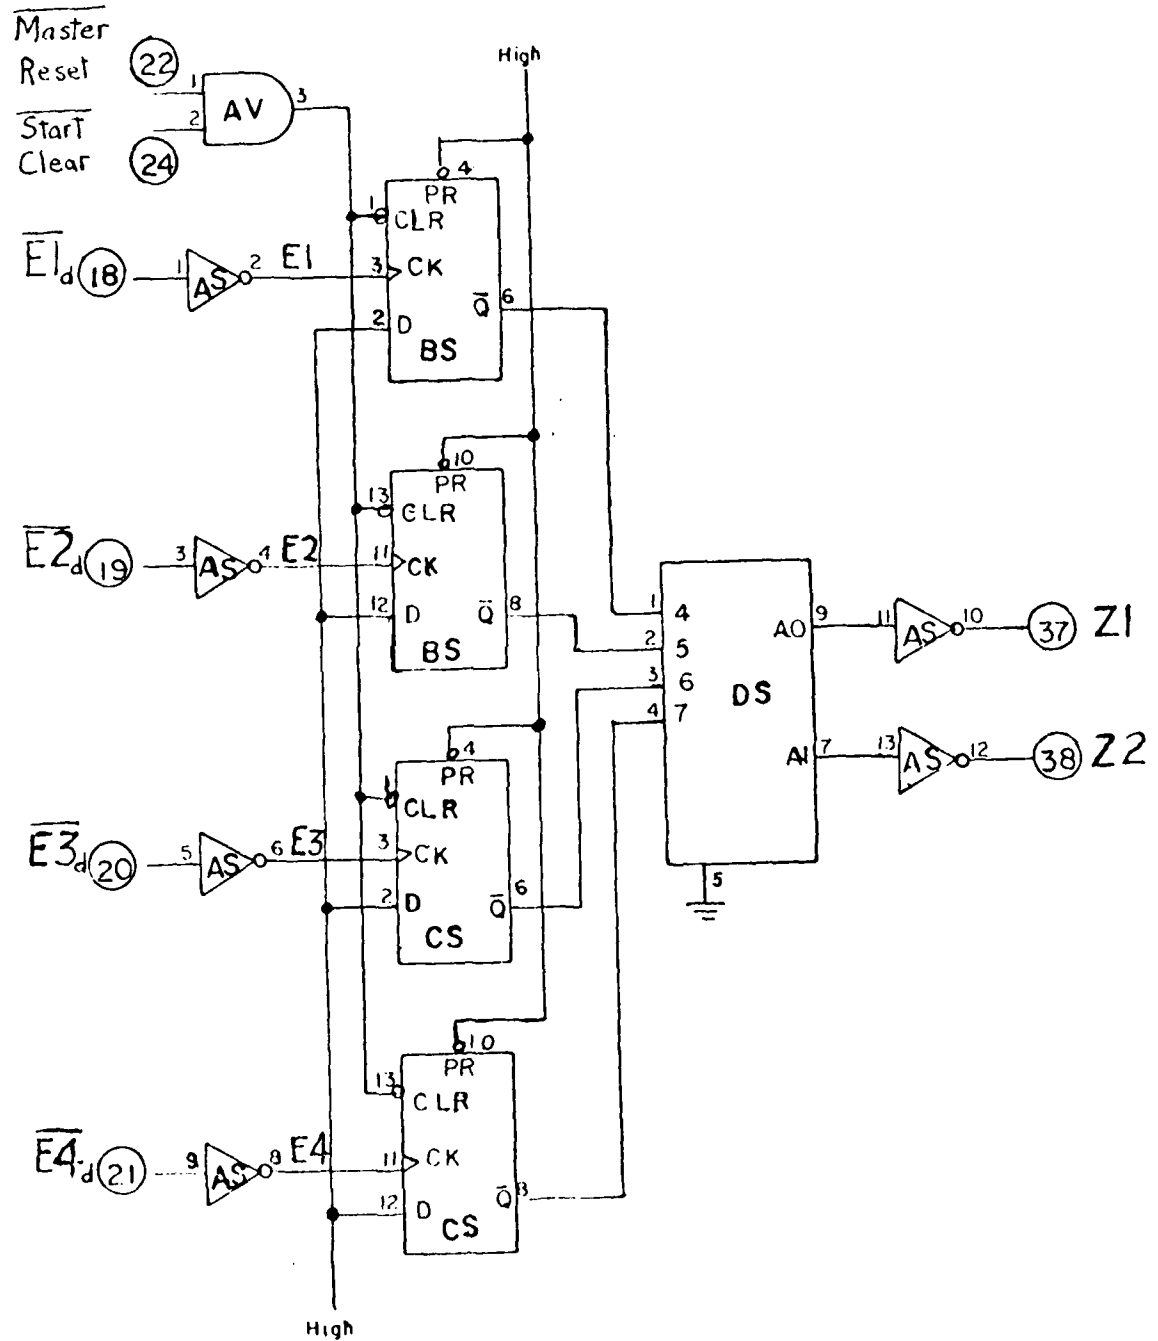 Master
Reset 22
1
AV 3
2
Start
Clear 24
High
4
PR
1 CLR
E1d 18 1 AS 2 E1 3 CK
Q 6
2 D
BS
10
PR
13 CLR
E2d 19 3 AS 4 E2 11 CK
12 D Q 8
BS
4
PR
CLR
E3d 20 5 AS 6 E3 3 CK
2 D Q 6
CS
10
PR
13 CLR
E4d 21 9 AS 8 E4 11 CK
12 D Q 8
CS
High
1 4
2 5
3 6
4 7
DS
5
A0 9 11 AS 10 37 Z1
A1 7 13 AS 12 38 Z2